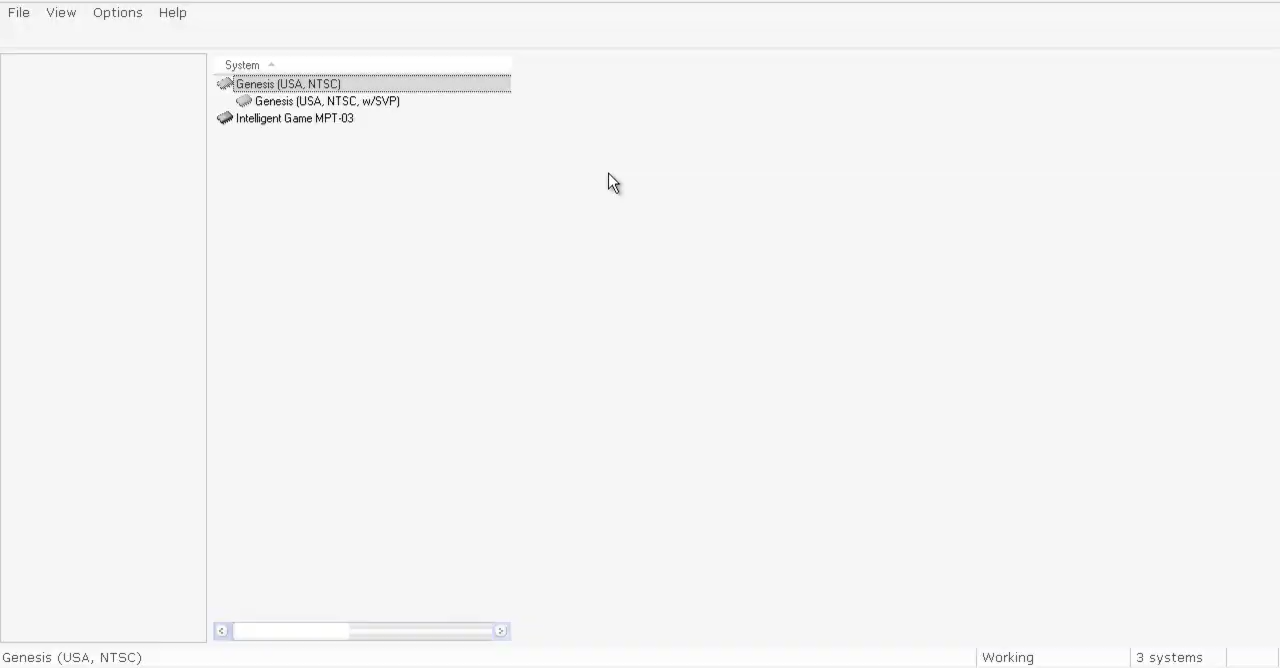 File View Options Help
System
Genesis (USA, NTSC)
Genesis (USA, NTSC, w/SVP)
Intelligent Game MPT-03
Genesis (USA, NTSC) Working 3 systems